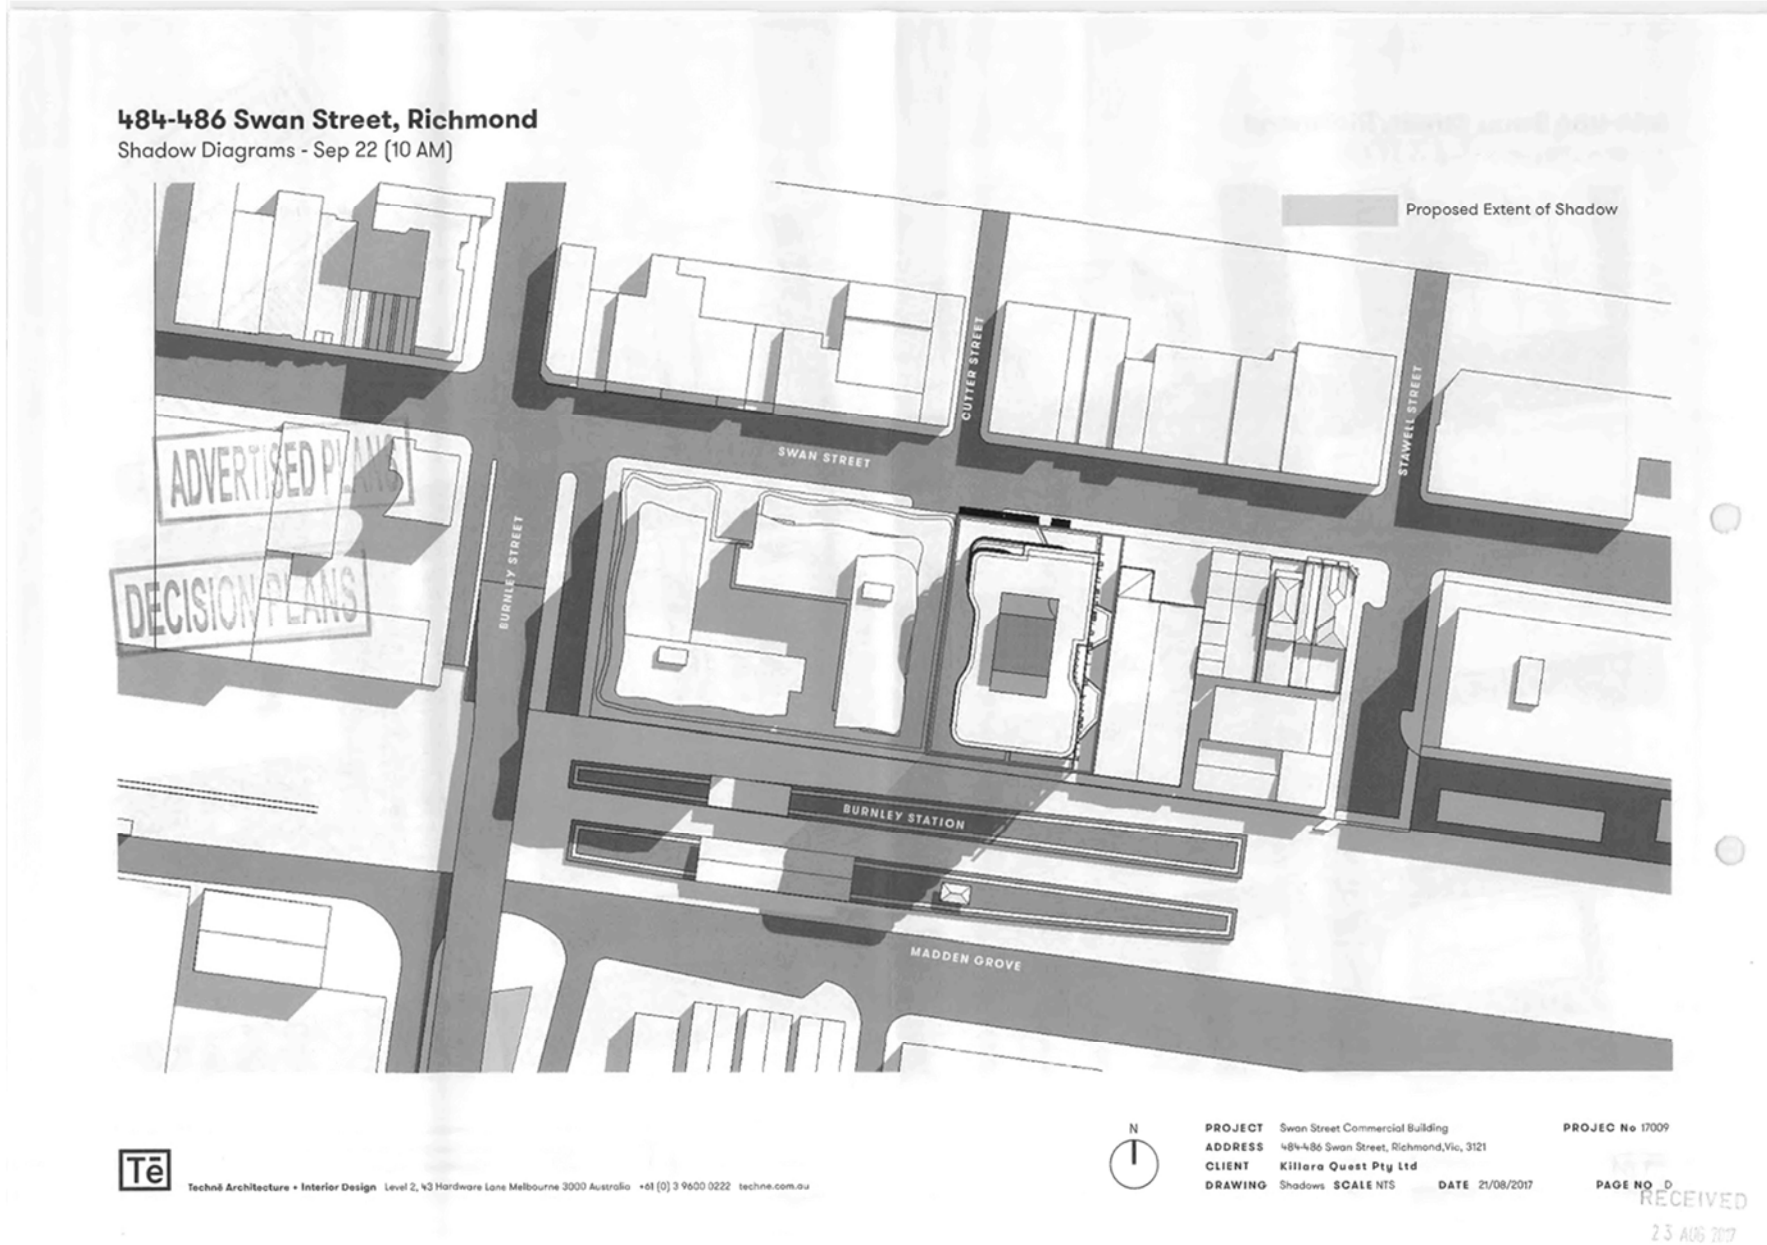 484-486 Swan Street, Richmond
Shadow Diagrams - Sep 22 (10 AM)
Proposed Extent of Shadow
CUTTER STREET
STAWELL STREET
SWAN STREET
ADVERTISED PLANS
BURNLEY STREET
DECISION PLANS
BURNLEY STATION
MADDEN GROVE
N
PROJECT Swan Street Commercial Building PROJEC No 17009
ADDRESS 484-486 Swan Street, Richmond,Vic, 3121
CLIENT Killara Quest Pty Ltd
DRAWING Shadows SCALE NTS DATE 21/08/2017 PAGE NO D
Tē
Technē Architecture + Interior Design Level 2, 43 Hardware Lane Melbourne 3000 Australia +61 (0) 3 9600 0222 techne.com.au
RECEIVED
23 AUG 2017